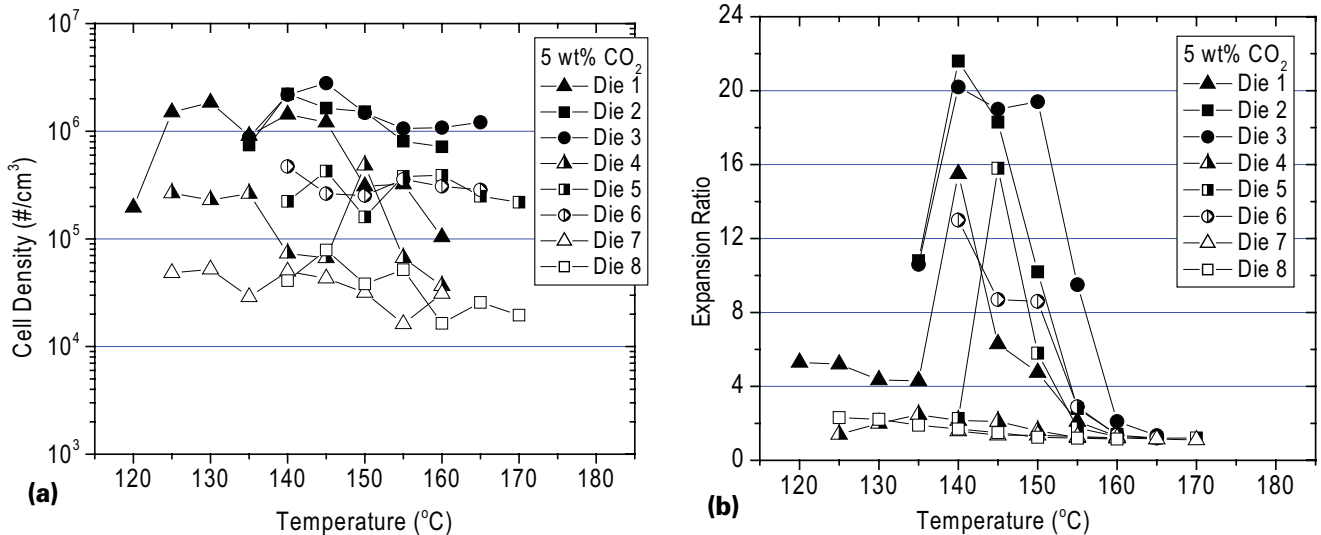 10^7
10^6
10^5
10^4
10^3
Cell Density (#/cm^3)
120 130 140 150 160 170 180
Temperature (°C)
5 wt% CO_2
Die 1
Die 2
Die 3
Die 4
Die 5
Die 6
Die 7
Die 8
(a)
24
20
16
12
8
4
0
Expansion Ratio
120 130 140 150 160 170 180
Temperature (°C)
5 wt% CO_2
Die 1
Die 2
Die 3
Die 4
Die 5
Die 6
Die 7
Die 8
(b)